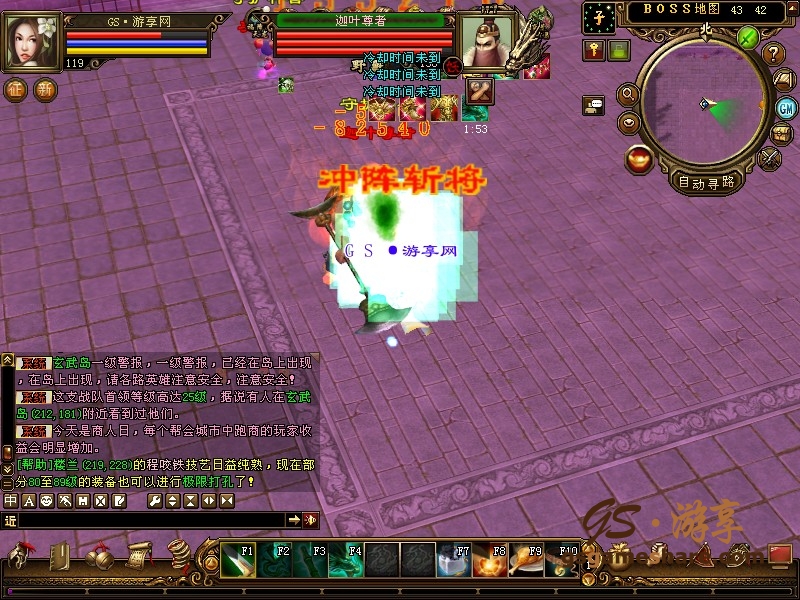 GS·游享网
迦叶尊者
BOSS地图 43 42
北
119
征 新
冷却时间未到
冷却时间未到
冷却时间未到
1:53
GM
自动寻路
冲阵斩将
GS●游享网
系统玄武岛一级警报，一级警报，已经在岛上出现
，在岛上出现，请各路英雄注意安全，注意安全！
系统这支战队首领等级高达25级，据说有人在玄武
岛(212,181)附近看到过他们。
系统今天是商人日，每个帮会城市中跑商的玩家收
益会明显增加。
[帮助]楼兰(219,228)的程咬铁技艺日益纯熟，现在部
分80至89级的装备也可以进行极限打孔了！
中 A
近
GS·游享
F1 F2 F3 F4 F7 F8 F9 F10